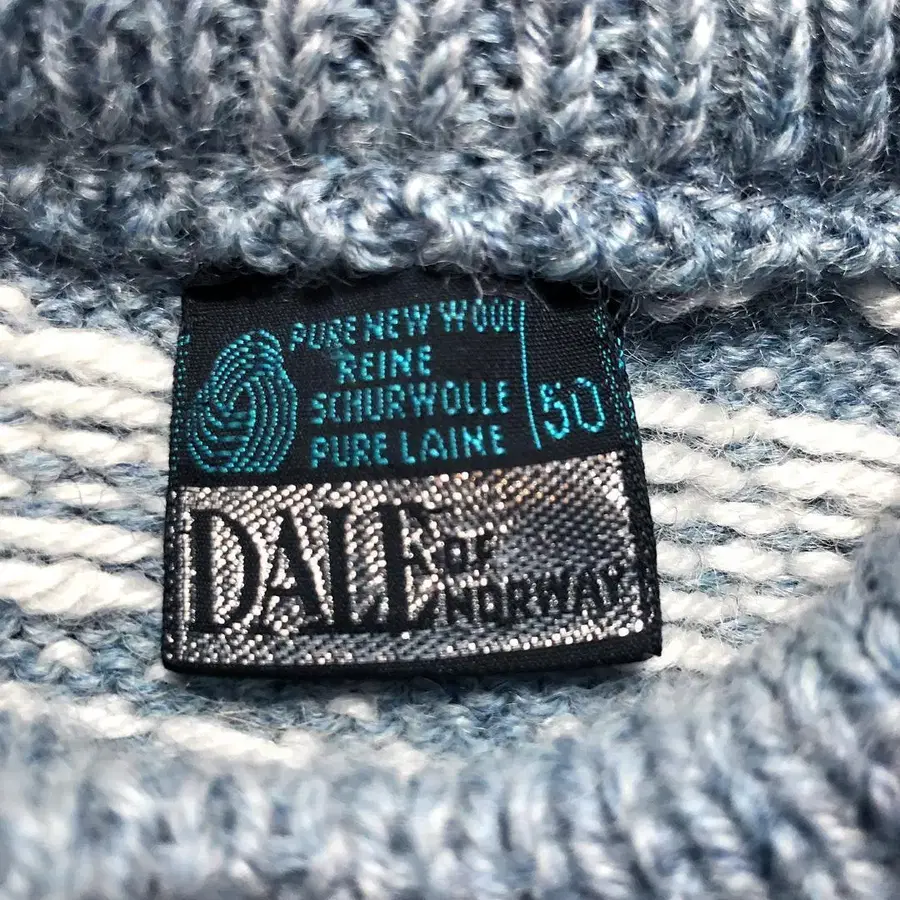 PURE NEW WOOL
REINE
SCHURWOLLE
PURE LAINE
50
DALE OF
NORWAY